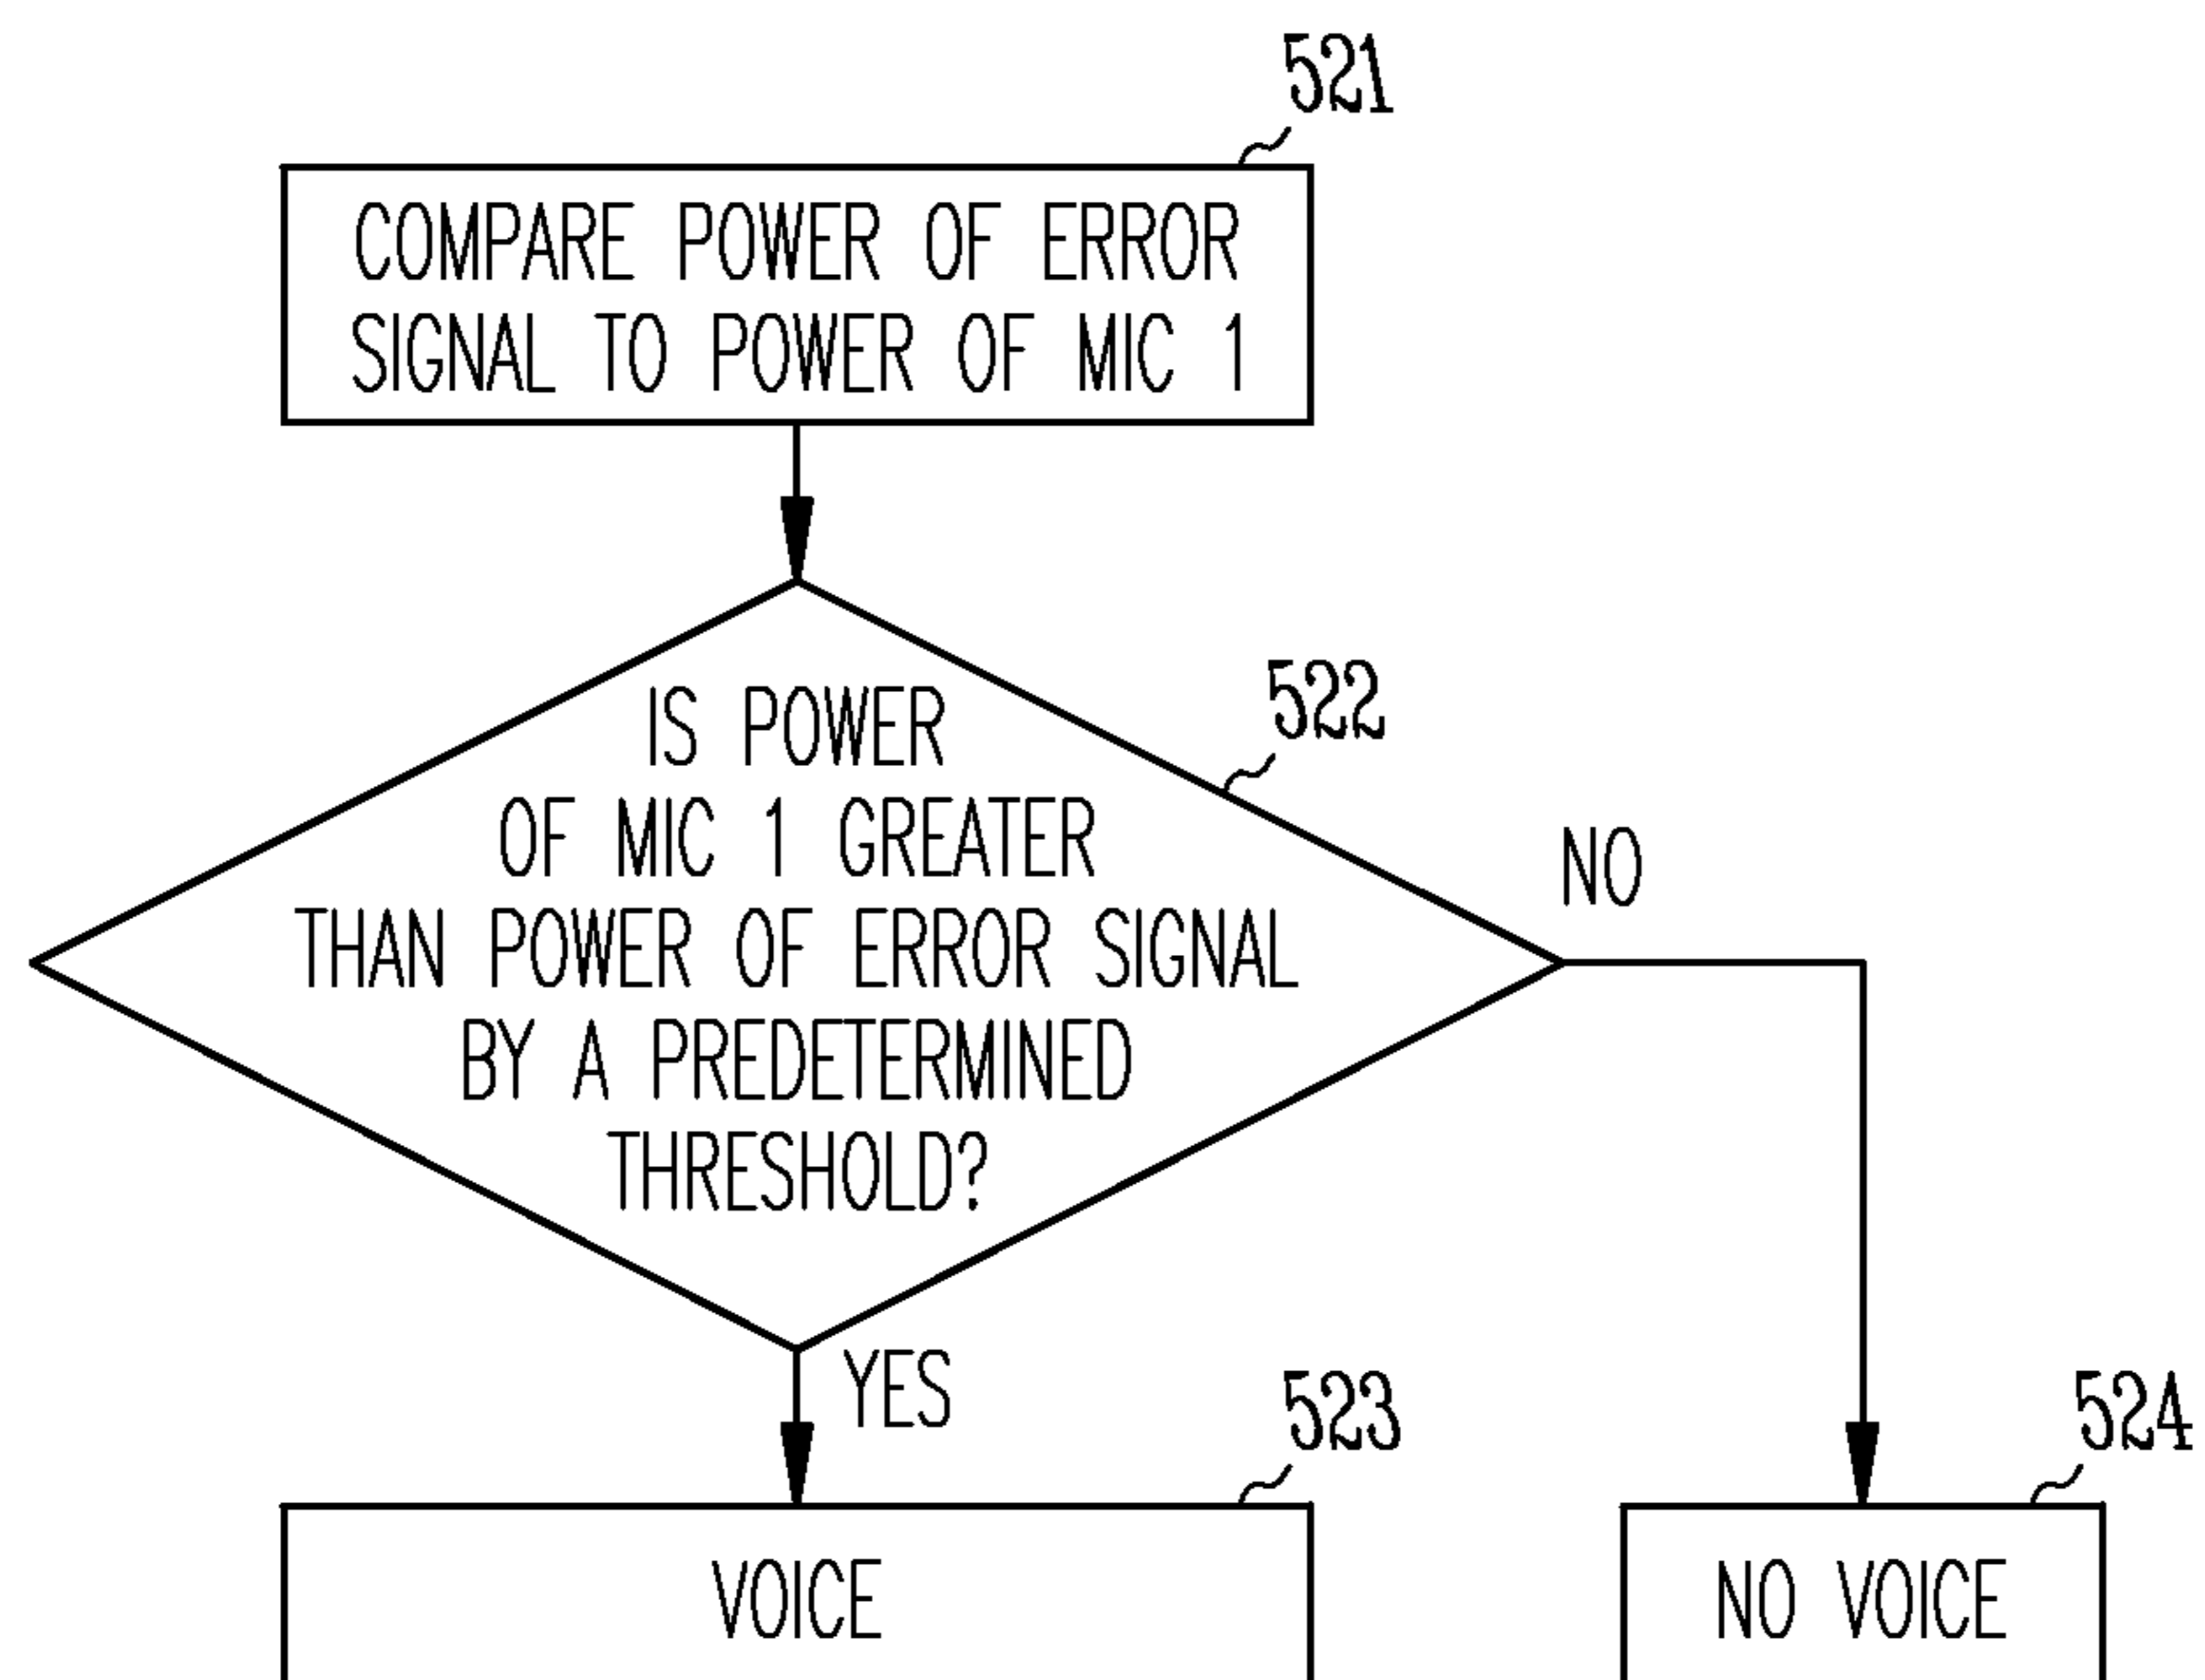 521
COMPARE POWER OF ERROR
SIGNAL TO POWER OF MIC 1
522
IS POWER
OF MIC 1 GREATER
THAN POWER OF ERROR SIGNAL
BY A PREDETERMINED
THRESHOLD?
NO
YES
523
524
VOICE
NO VOICE